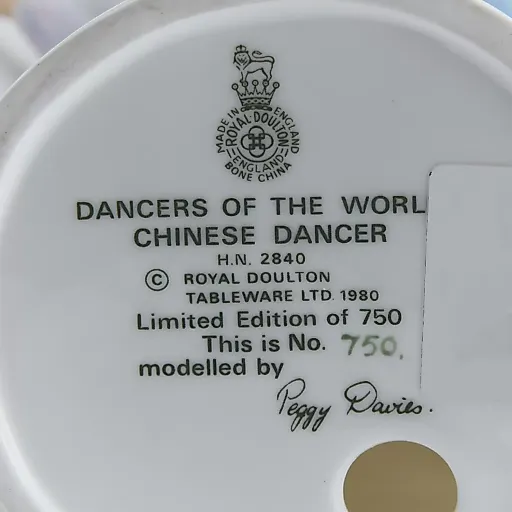 MADE IN ENGLAND
ROYAL DOULTON
ENGLAND
BONE CHINA
DANCERS OF THE WORL
CHINESE DANCER
H.N. 2840
© ROYAL DOULTON
TABLEWARE LTD. 1980
Limited Edition of 750
This is No. 750.
modelled by
Peggy Davies.